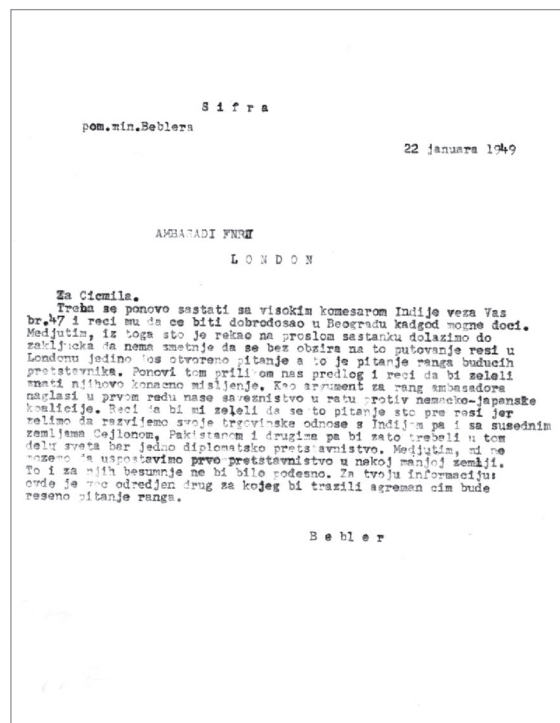 S i f r a
pom.min.Beblera
22 januara 1949
AMBASADI FNRJ
L O N D O N
Za Cicmila.
Treba se ponovo sastati sa visokim komesarom Indije veza Vas
br.47 i reci mu da ce biti dobrodosao u Beogradu kadgod mogne doci.
Medjutim, iz toga sto je rekao na proslom sastanku dolazimo do
zakljucka da nema smetnje da se bez obzira na to putovanje resi u
Londonu jedino jos otvoreno pitanje a to je pitanje ranga buducih
pretstavnika. Ponovi tom prilikom nas predlog i reci da bi zeleli
znati njihovo konacno misljenje. Kao argument za rang ambasadora
naglasi u prvom redu nase saveznistvo u ratu protiv nemacko-japanske
koalicije. Reci da bi mi zeleli da se to pitanje sto pre resi jer
zelimo da razvijemo svoje trgovinske odnose s Indijom pa i sa susednim
zemljama Cejlonom, Pakistanom i drugima pa bi zato trebali u tom
delu sveta bar jedno diplomatsko pretstavnistvo. Medjutim, mi ne
mozemo da uspostavimo prvo pretstavnistvo u nekoj manjoj zemlji.
To i za njih besumnje ne bi bilo podesno. Za tvoju informaciju:
ovde je vec odredjen drug za kojeg bi trazili agreman cim bude
reseno pitanje ranga.
B e b l e r